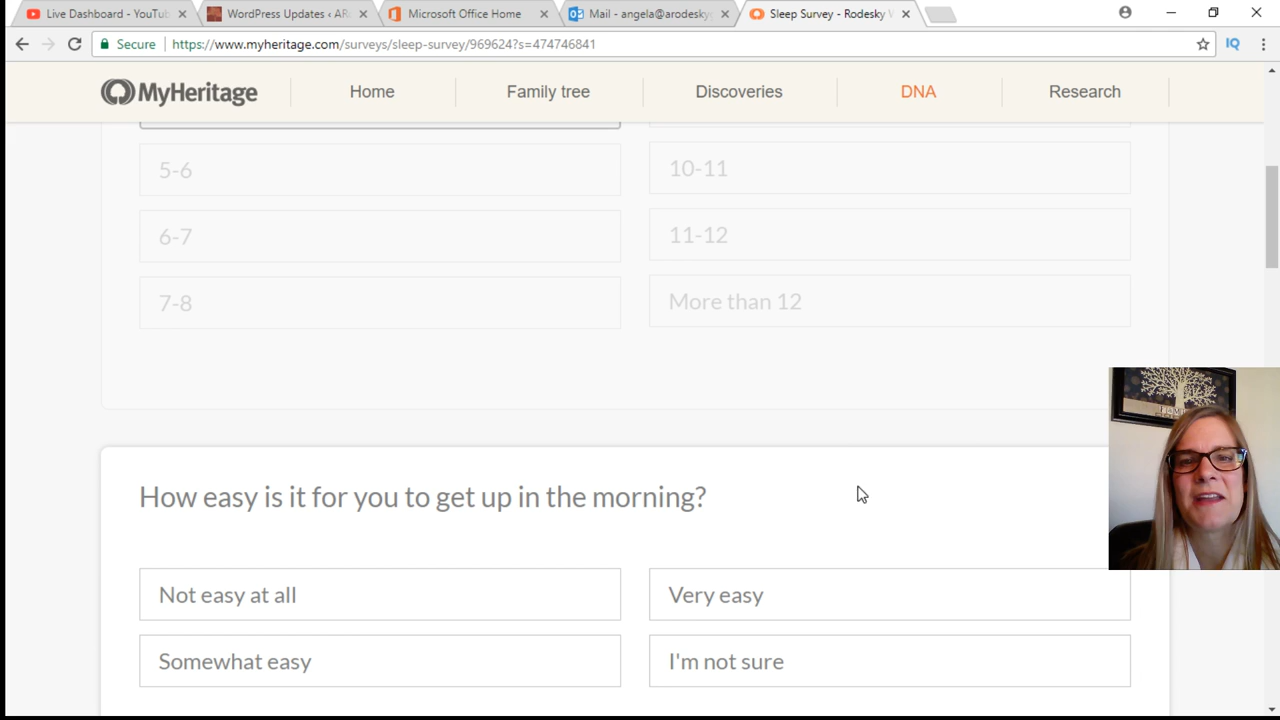 Live Dashboard - YouTu
WordPress Updates ‹ AR
Microsoft Office Home
Mail - angela@arodesky
Sleep Survey - Rodesky
Secure
https://www.myheritage.com/surveys/sleep-survey/969624?s=474746841
IQ
MyHeritage
Home
Family tree
Discoveries
DNA
Research
5-6
10-11
6-7
11-12
7-8
More than 12
How easy is it for you to get up in the morning?
Not easy at all
Very easy
Somewhat easy
I'm not sure